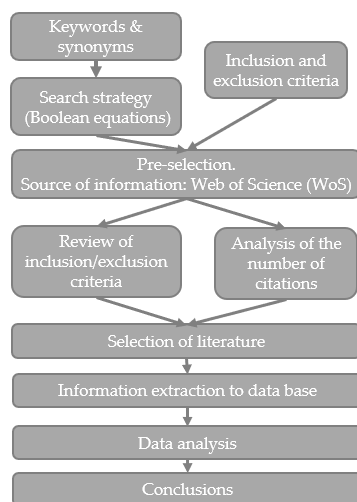 Keywords &
synonyms
Inclusion and
exclusion criteria
Search strategy
(Boolean equations)
Pre-selection.
Source of information: Web of Science (WoS)
Review of
inclusion/exclusion
criteria
Analysis of the
number of
citations
Selection of literature
Information extraction to data base
Data analysis
Conclusions